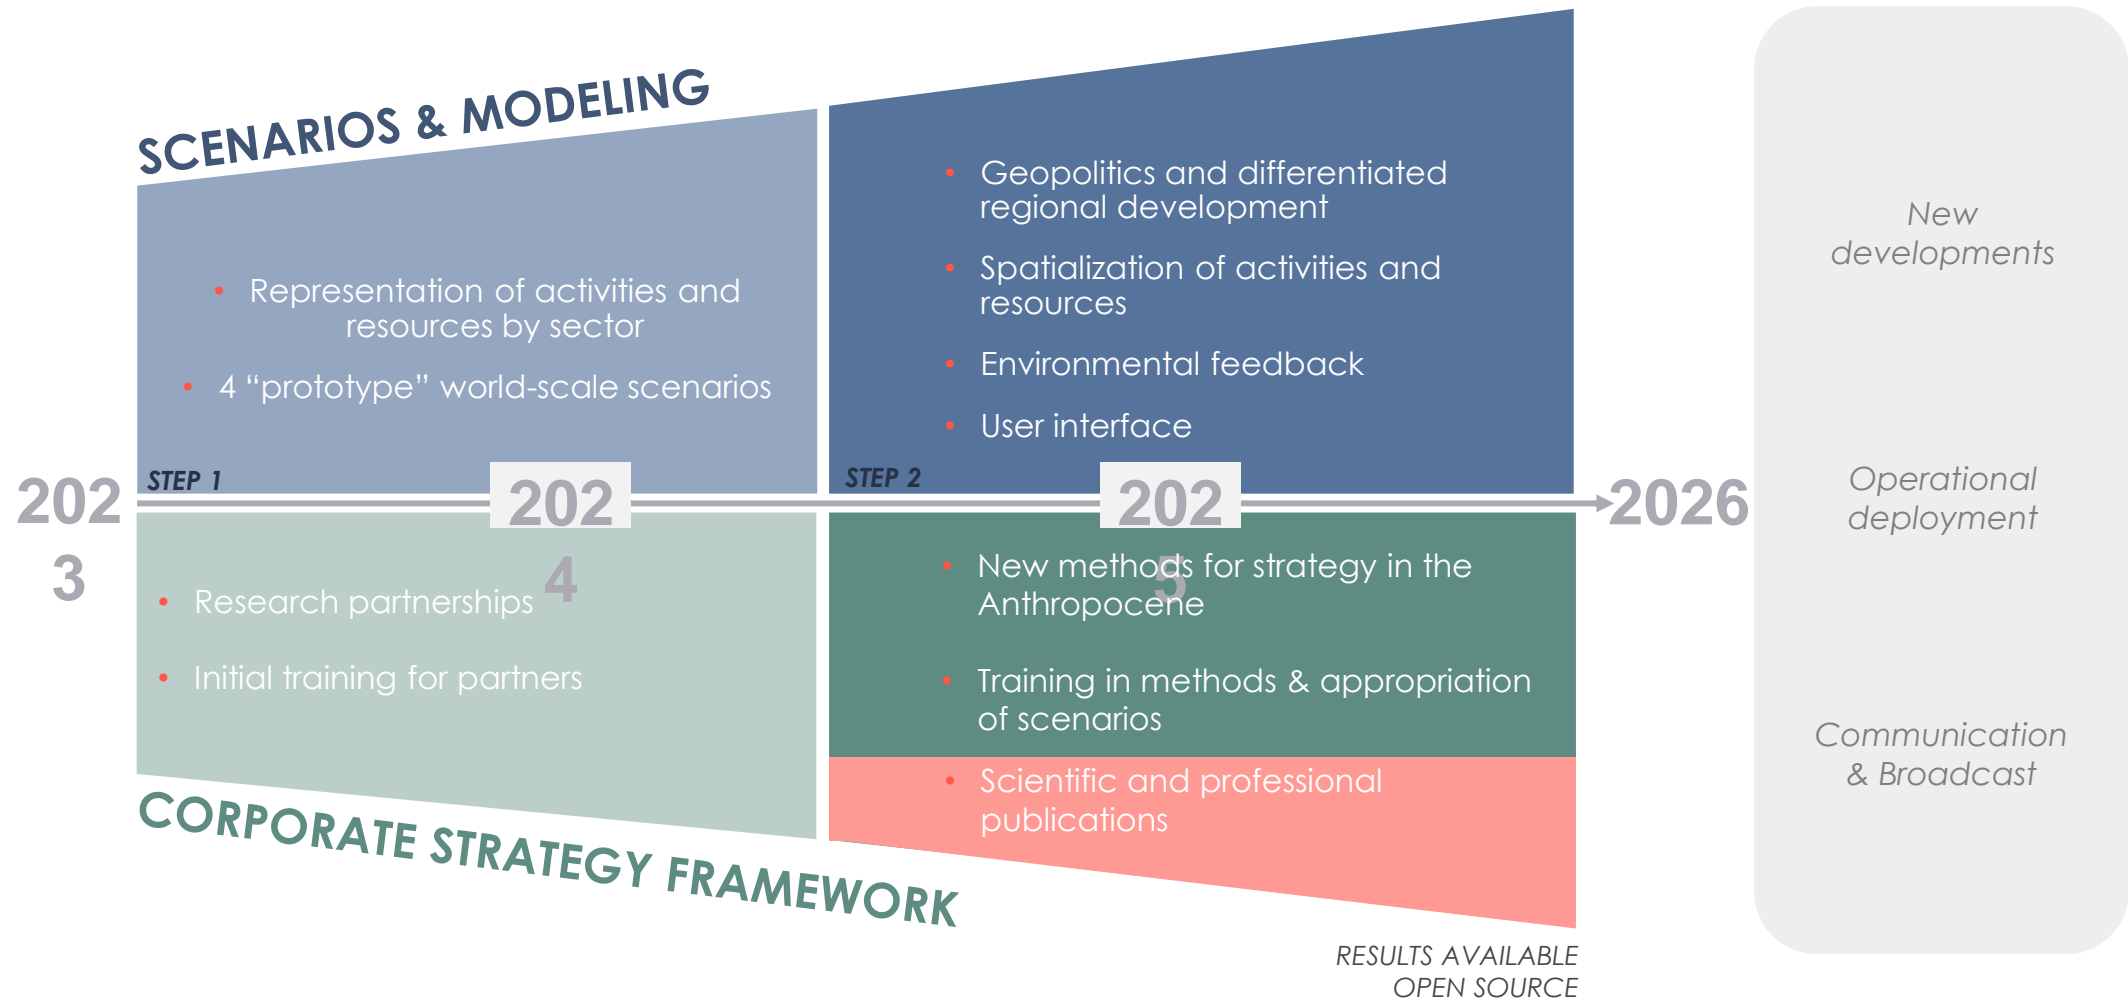 SCENARIOS & MODELING
• Representation of activities and
resources by sector
• 4 “prototype” world-scale scenarios
STEP 1
• Geopolitics and differentiated
regional development
• Spatialization of activities and
resources
• Environmental feedback
• User interface
STEP 2
202
3
202
4
202
5
2026
• Research partnerships
• Initial training for partners
• New methods for strategy in the
Anthropocene
• Training in methods & appropriation
of scenarios
• Scientific and professional
publications
CORPORATE STRATEGY FRAMEWORK
RESULTS AVAILABLE
OPEN SOURCE
New
developments
Operational
deployment
Communication
& Broadcast